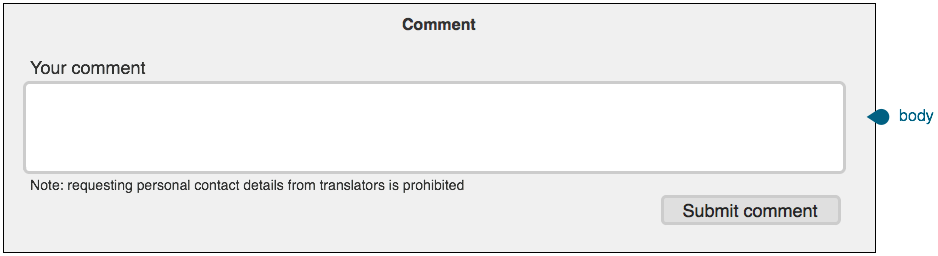 Comment
Your comment
body
Note: requesting personal contact details from translators is prohibited
Submit comment